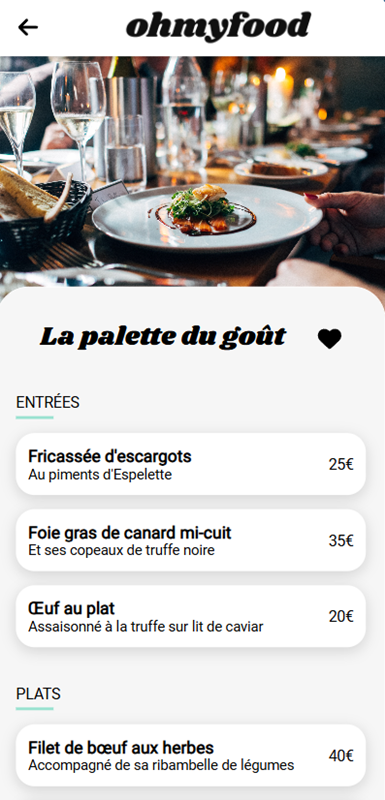 ohmyfood
La palette du goût
ENTRÉES
Fricassée d'escargots
Au piments d'Espelette
25€
Foie gras de canard mi-cuit
Et ses copeaux de truffe noire
35€
Œuf au plat
Assaisonné à la truffe sur lit de caviar
20€
PLATS
Filet de bœuf aux herbes
Accompagné de sa ribambelle de légumes
40€